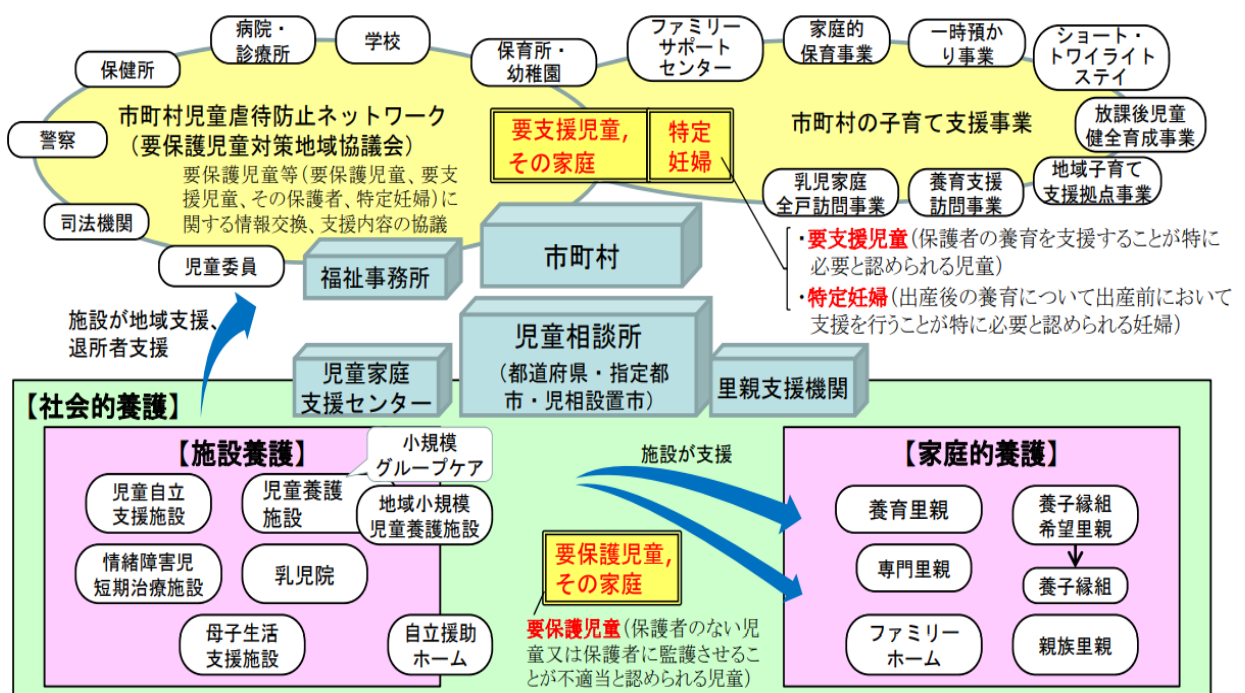 病院・
診療所
学校
保健所
保育所・
幼稚園
警察
司法機関
児童委員
市町村児童虐待防止ネットワーク
（要保護児童対策地域協議会）
要保護児童等（要保護児童、要支
援児童、その保護者、特定妊婦）に
関する情報交換、支援内容の協議
ファミリー
サポート
センター
家庭的
保育事業
一時預か
り事業
ショート・
トワイライト
ステイ
放課後児童
健全育成事業
地域子育て
支援拠点事業
養育支援
訪問事業
乳児家庭
全戸訪問事業
市町村の子育て支援事業
要支援児童，
その家庭
特定
妊婦
・要支援児童（保護者の養育を支援することが特に
必要と認められる児童）
・特定妊婦（出産後の養育について出産前において
支援を行うことが特に必要と認められる妊婦）
市町村
福祉事務所
児童相談所
（都道府県・指定都
市・児相設置市）
児童家庭
支援センター
里親支援機関
施設が地域支援、
退所者支援
【社会的養護】
【施設養護】
小規模
グループケア
児童自立
支援施設
児童養護
施設
地域小規模
児童養護施設
情緒障害児
短期治療施設
乳児院
母子生活
支援施設
自立援助
ホーム
施設が支援
要保護児童，
その家庭
要保護児童（保護者のない児
童又は保護者に監護させるこ
とが不適当と認められる児童）
【家庭的養護】
養育里親
養子縁組
希望里親
専門里親
養子縁組
ファミリー
ホーム
親族里親